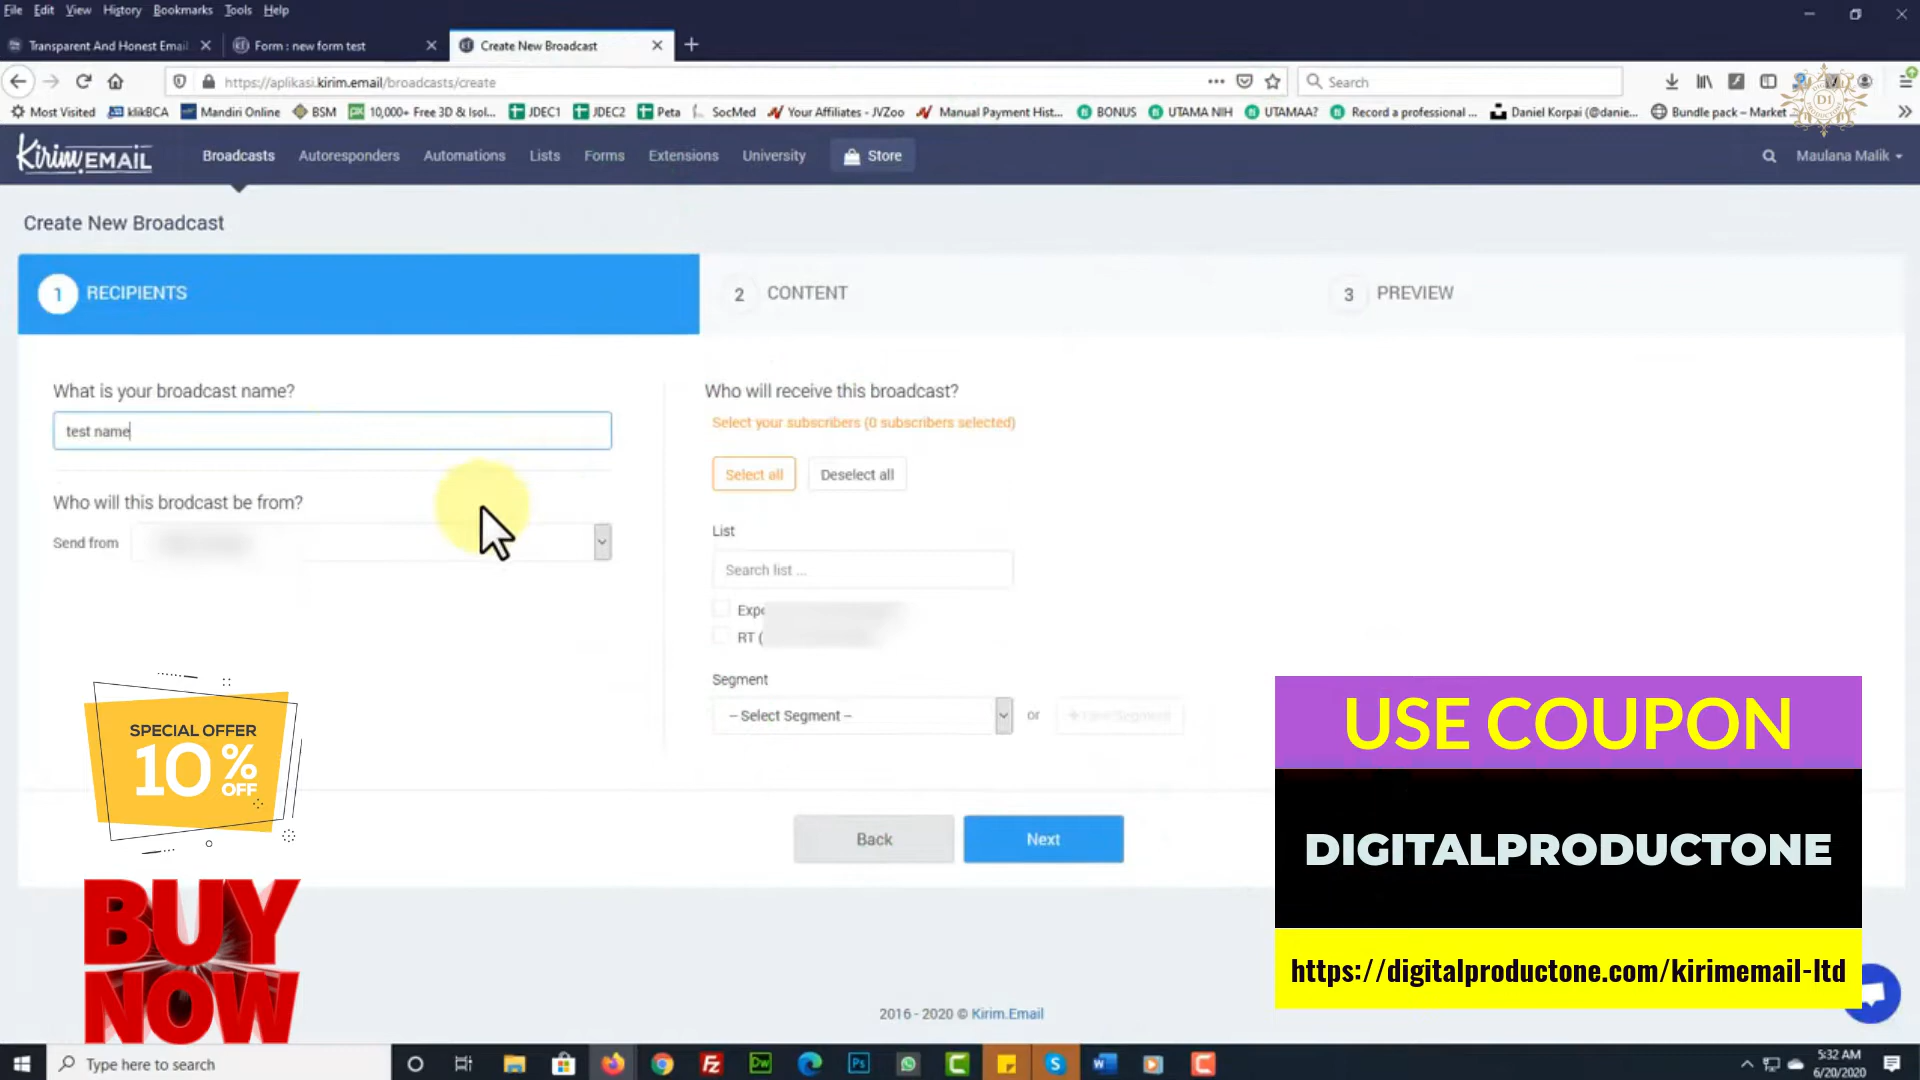 File Edit View History Bookmarks Tools Help
Transparent And Honest Email
Form : new form test
Create New Broadcast
https://aplikasi.kirim.email/broadcasts/create
Search
Most Visited klikBCA Mandiri Online BSM 10,000+ Free 3D & Isol... JDEC1 JDEC2 Peta SocMed Your Affiliates - JVZoo Manual Payment Hist... BONUS UTAMA NIH UTAMAA? Record a professional ... Daniel Korpai (@danie... Bundle pack – Market ...
Kirim.EMAIL
Broadcasts Autoresponders Automations Lists Forms Extensions University Store Maulana Malik
Create New Broadcast
1 RECIPIENTS
2 CONTENT
3 PREVIEW
What is your broadcast name?
test name
Who will this brodcast be from?
Send from
Who will receive this broadcast?
Select your subscribers (0 subscribers selected)
Select all
Deselect all
List
Search list ...
RT (
Segment
-- Select Segment --
or
Back
Next
SPECIAL OFFER
10%
OFF
BUY
NOW
USE COUPON
DIGITALPRODUCTONE
https://digitalproductone.com/kirimemail-ltd
2016 - 2020 © Kirim.Email
Type here to search
5:32 AM
6/20/2020